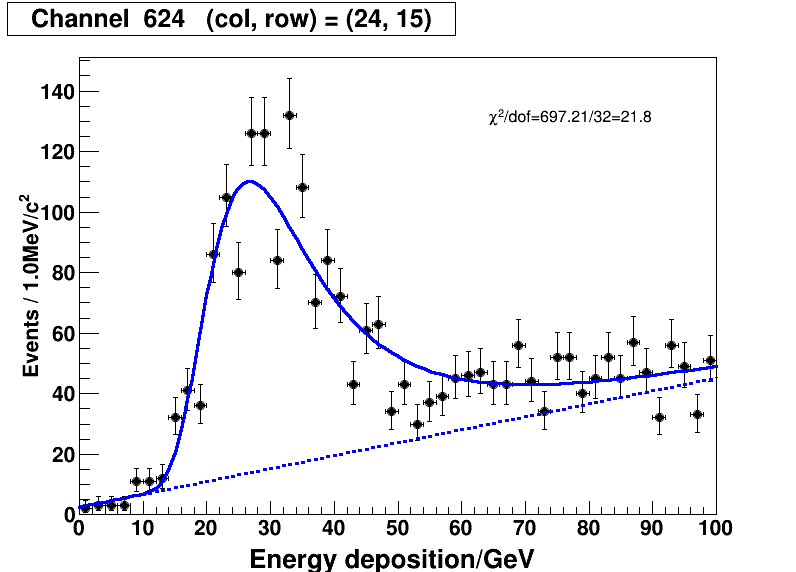 Channel 624 (col, row) = (24, 15)
χ²/dof=697.21/32=21.8
Events / 1.0MeV/c²
140
120
100
80
60
40
20
0
0 10 20 30 40 50 60 70 80 90 100
Energy deposition/GeV